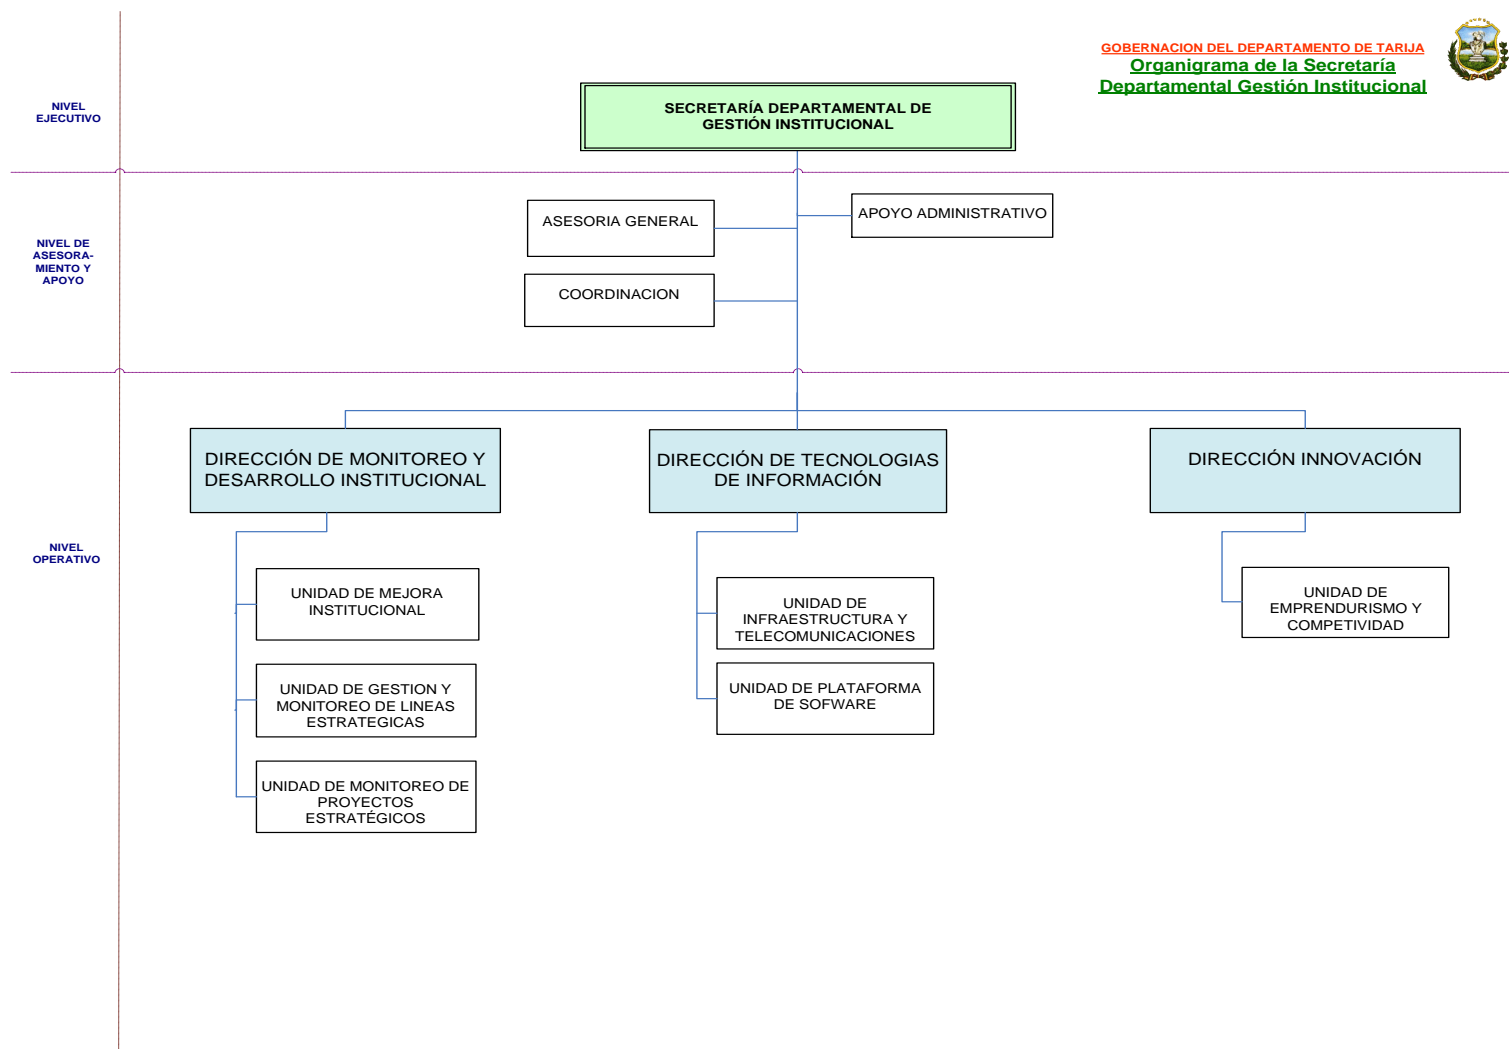 GOBERNACION DEL DEPARTAMENTO DE TARIJA
Organigrama de la Secretaría
Departamental Gestión Institucional
NIVEL
EJECUTIVO
SECRETARÍA DEPARTAMENTAL DE
GESTIÓN INSTITUCIONAL
NIVEL DE
ASESORA-
MIENTO Y
APOYO
ASESORIA GENERAL
APOYO ADMINISTRATIVO
COORDINACION
NIVEL
OPERATIVO
DIRECCIÓN DE MONITOREO Y
DESARROLLO INSTITUCIONAL
UNIDAD DE MEJORA
INSTITUCIONAL
UNIDAD DE GESTION Y
MONITOREO DE LINEAS
ESTRATEGICAS
UNIDAD DE MONITOREO DE
PROYECTOS
ESTRATÉGICOS
DIRECCIÓN DE TECNOLOGIAS
DE INFORMACIÓN
UNIDAD DE
INFRAESTRUCTURA Y
TELECOMUNICACIONES
UNIDAD DE PLATAFORMA
DE SOFWARE
DIRECCIÓN INNOVACIÓN
UNIDAD DE
EMPRENDURISMO Y
COMPETIVIDAD